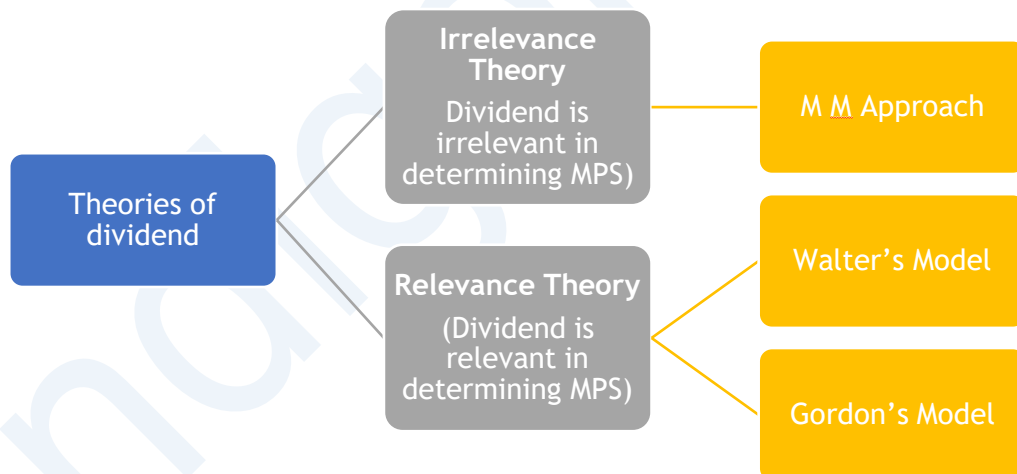 Theories of
dividend
Irrelevance
Theory
Dividend is
irrelevant in
determining MPS)
Relevance Theory
(Dividend is
relevant in
determining MPS)
M M Approach
Walter’s Model
Gordon’s Model